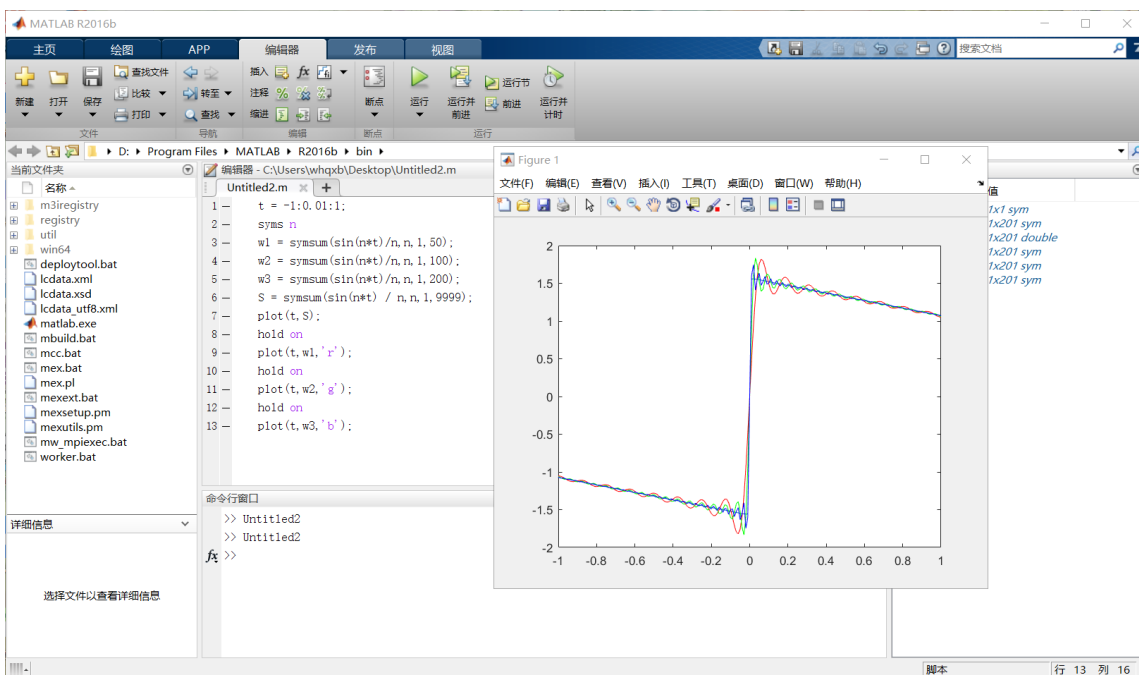 MATLAB R2016b
主页 绘图 APP 编辑器 发布 视图
搜索文档
新建 打开 保存 查找文件 比较 打印
转至 查找
插入 fx
注释
缩进
断点 运行 运行并前进 运行节 前进 运行并计时
文件 导航 编辑 断点 运行
D: ▸ Program Files ▸ MATLAB ▸ R2016b ▸ bin ▸
当前文件夹
名称
m3iregistry
registry
util
win64
deploytool.bat
lcdata.xml
lcdata.xsd
lcdata_utf8.xml
matlab.exe
mbuild.bat
mcc.bat
mex.bat
mex.pl
mexext.bat
mexsetup.pm
mexutils.pm
mw_mpiexec.bat
worker.bat
详细信息
选择文件以查看详细信息
编辑器 - C:\Users\whqxb\Desktop\Untitled2.m
Untitled2.m
1 t = -1:0.01:1;
2 syms n
3 w1 = symsum(sin(n*t)/n,n,1,50);
4 w2 = symsum(sin(n*t)/n,n,1,100);
5 w3 = symsum(sin(n*t)/n,n,1,200);
6 S = symsum(sin(n*t) / n,n,1,9999);
7 plot(t,S);
8 hold on
9 plot(t,w1,'r');
10 hold on
11 plot(t,w2,'g');
12 hold on
13 plot(t,w3,'b');
命令行窗口
>> Untitled2
>> Untitled2
fx >>
Figure 1
文件(F) 编辑(E) 查看(V) 插入(I) 工具(T) 桌面(D) 窗口(W) 帮助(H)
2
1.5
1
0.5
0
-0.5
-1
-1.5
-2
-1 -0.8 -0.6 -0.4 -0.2 0 0.2 0.4 0.6 0.8 1
值
1x1 sym
1x201 sym
1x201 double
1x201 sym
1x201 sym
1x201 sym
脚本 行 13 列 16